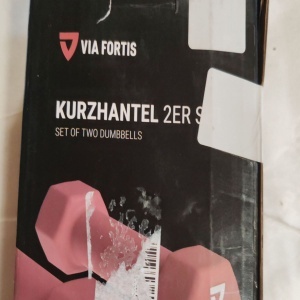 VIA FORTIS
KURZHANTEL 2ER S
SET OF TWO DUMBBELLS